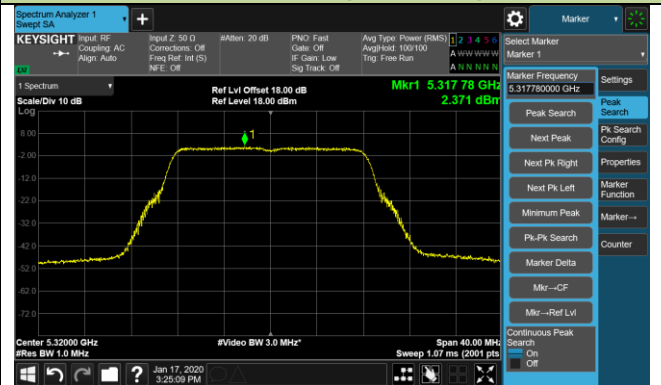 Spectrum Analyzer 1
Swept SA
Marker
KEYSIGHT
Input: RF
Coupling: AC
Align: Auto
Input Z: 50 Ω
Corrections: Off
Freq Ref: Int (S)
NFE: Off
#Atten: 20 dB
PNO: Fast
Gate: Off
IF Gain: Low
Sig Track: Off
Avg Type: Power (RMS)
Avg|Hold: 100/100
Trig: Free Run
1 2 3 4 5 6
A W W W W W
A N N N N N
LXI
Select Marker
Marker 1
1 Spectrum
Scale/Div 10 dB
Log
Ref Lvl Offset 18.00 dB
Ref Level 18.00 dBm
Mkr1 5.317 78 GHz
2.371 dBm
Marker Frequency
5.317780000 GHz
Settings
Peak Search
Peak
Search
Next Peak
Pk Search
Config
Next Pk Right
Properties
Next Pk Left
Marker
Function
Minimum Peak
Marker→
Pk-Pk Search
Counter
Marker Delta
Mkr→CF
Mkr→Ref Lvl
Continuous Peak
Search
On
Off
1
8.00
-2.00
-12.0
-22.0
-32.0
-42.0
-52.0
-62.0
-72.0
Center 5.32000 GHz
#Res BW 1.0 MHz
#Video BW 3.0 MHz*
Span 40.00 MHz
Sweep 1.07 ms (2001 pts)
?
Jan 17, 2020
3:25:09 PM